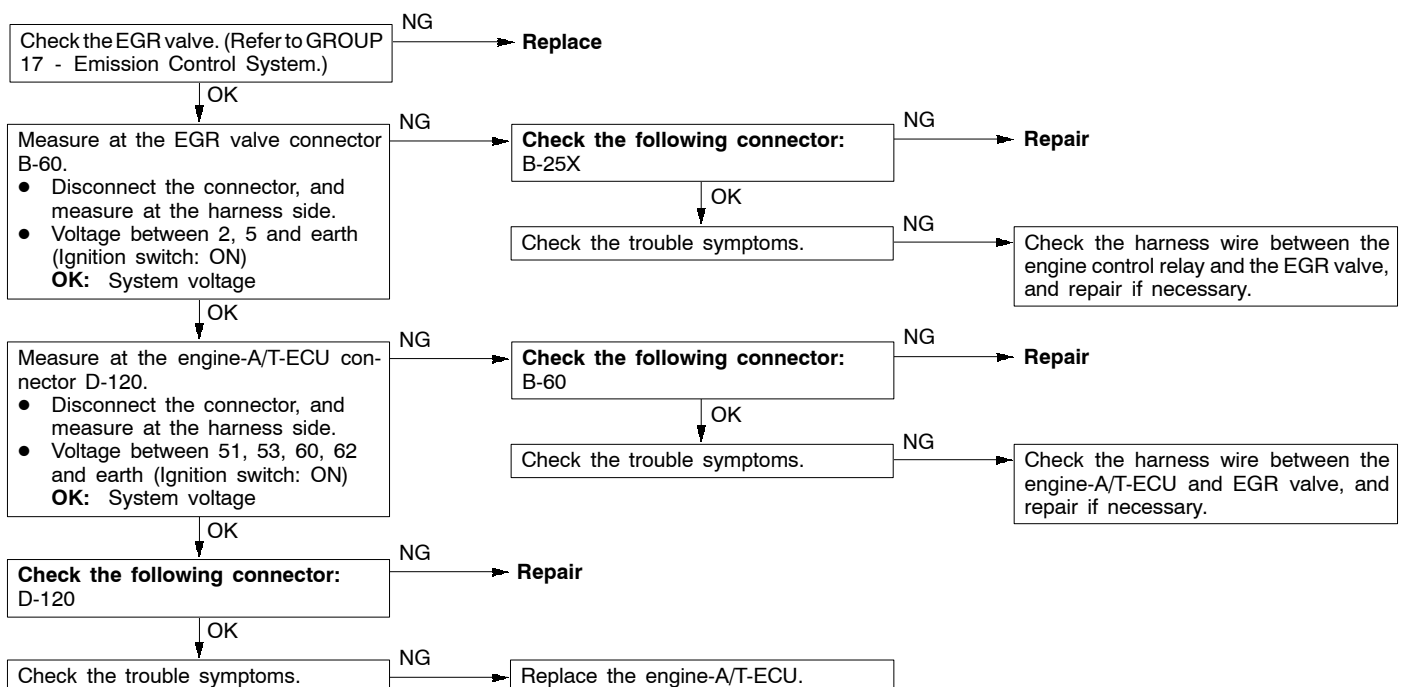 Check the EGR valve. (Refer to GROUP
17 - Emission Control System.)
NG
Replace
OK
Measure at the EGR valve connector
B-60.
● Disconnect the connector, and
measure at the harness side.
● Voltage between 2, 5 and earth
(Ignition switch: ON)
OK: System voltage
NG
Check the following connector:
B-25X
NG
Repair
OK
Check the trouble symptoms.
NG
Check the harness wire between the
engine control relay and the EGR valve,
and repair if necessary.
OK
Measure at the engine-A/T-ECU con-
nector D-120.
● Disconnect the connector, and
measure at the harness side.
● Voltage between 51, 53, 60, 62
and earth (Ignition switch: ON)
OK: System voltage
NG
Check the following connector:
B-60
NG
Repair
OK
Check the trouble symptoms.
NG
Check the harness wire between the
engine-A/T-ECU and EGR valve, and
repair if necessary.
OK
Check the following connector:
D-120
NG
Repair
OK
Check the trouble symptoms.
NG
Replace the engine-A/T-ECU.